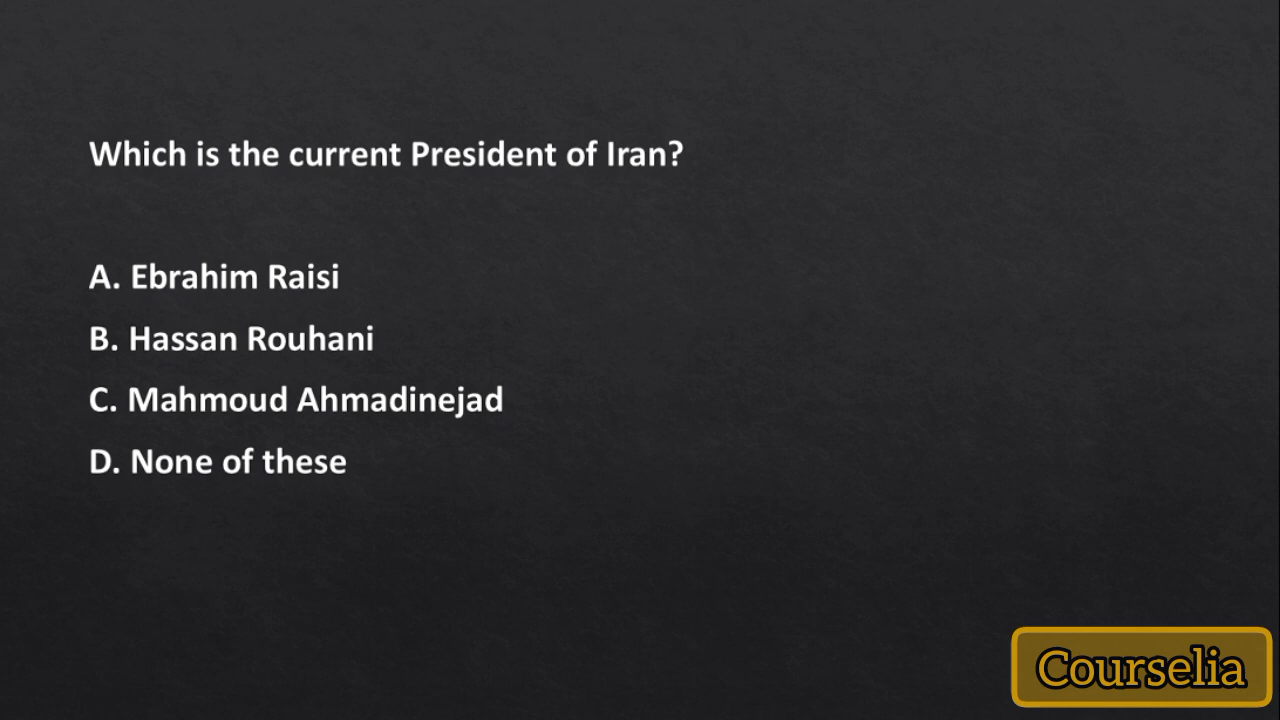 Which is the current President of Iran?
A. Ebrahim Raisi
B. Hassan Rouhani
C. Mahmoud Ahmadinejad
D. None of these
Courselia